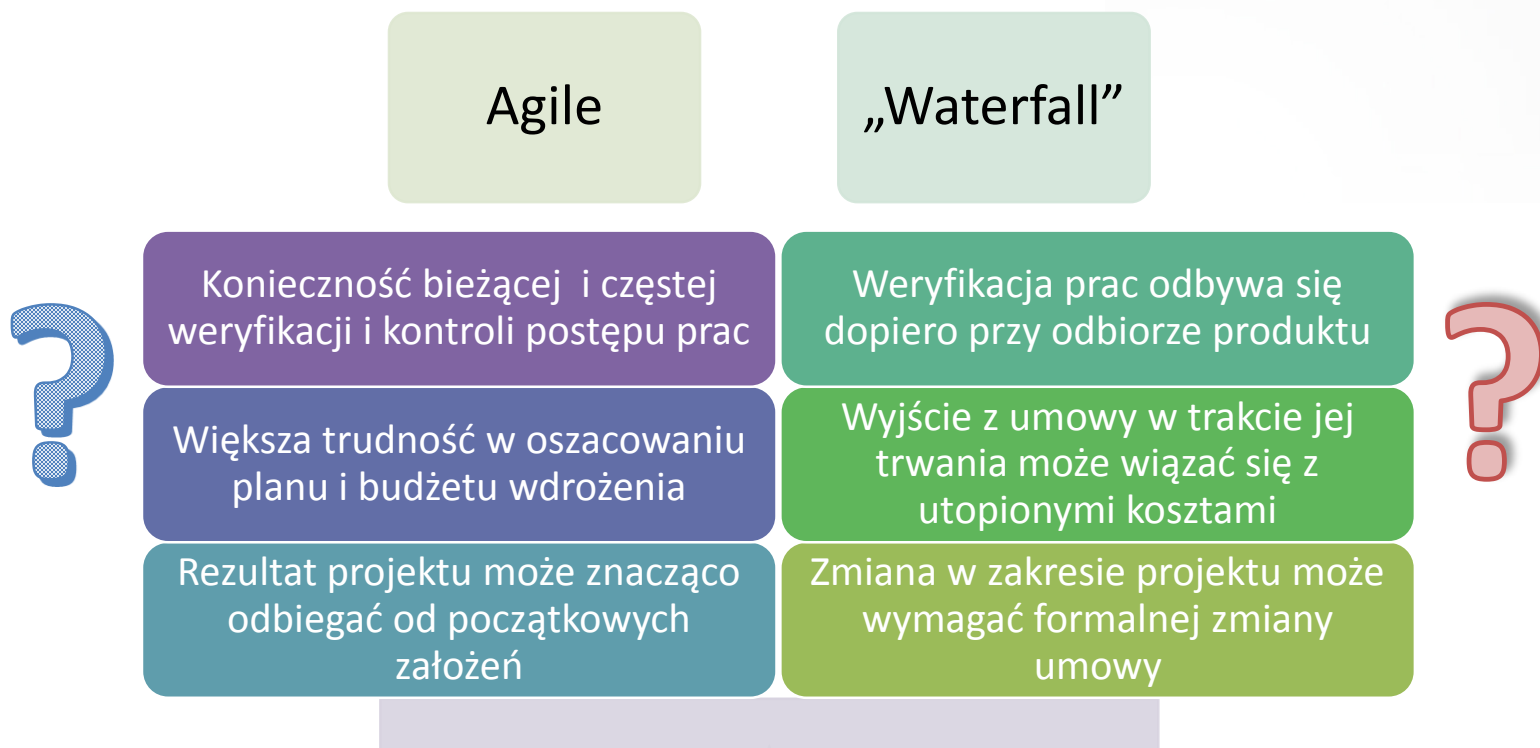 Agile
„Waterfall”
Konieczność bieżącej i częstej
weryfikacji i kontroli postępu prac
Weryfikacja prac odbywa się
dopiero przy odbiorze produktu
?
?
Większa trudność w oszacowaniu
planu i budżetu wdrożenia
Wyjście z umowy w trakcie jej
trwania może wiązać się z
utopionymi kosztami
Rezultat projektu może znacząco
odbiegać od początkowych
założeń
Zmiana w zakresie projektu może
wymagać formalnej zmiany
umowy